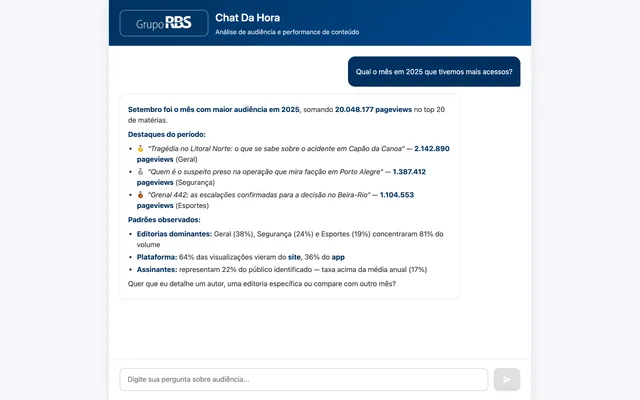 Grupo RBS
Chat Da Hora
Análise de audiência e performance de conteúdo
Qual o mês em 2025 que tivemos mais acessos?
Setembro foi o mês com maior audiência em 2025, somando 20.048.177 pageviews no top 20
de matérias.
Destaques do período:
• 🥇 "Tragédia no Litoral Norte: o que se sabe sobre o acidente em Capão da Canoa" — 2.142.890
pageviews (Geral)
• 🥈 "Quem é o suspeito preso na operação que mira facção em Porto Alegre" — 1.387.412
pageviews (Segurança)
• 🥉 "Grenal 442: as escalações confirmadas para a decisão no Beira-Rio" — 1.104.553
pageviews (Esportes)
Padrões observados:
• Editorias dominantes: Geral (38%), Segurança (24%) e Esportes (19%) concentraram 81% do
volume
• Plataforma: 64% das visualizações vieram do site, 36% do app
• Assinantes: representam 22% do público identificado — taxa acima da média anual (17%)
Quer que eu detalhe um autor, uma editoria específica ou compare com outro mês?
Digite sua pergunta sobre audiência...